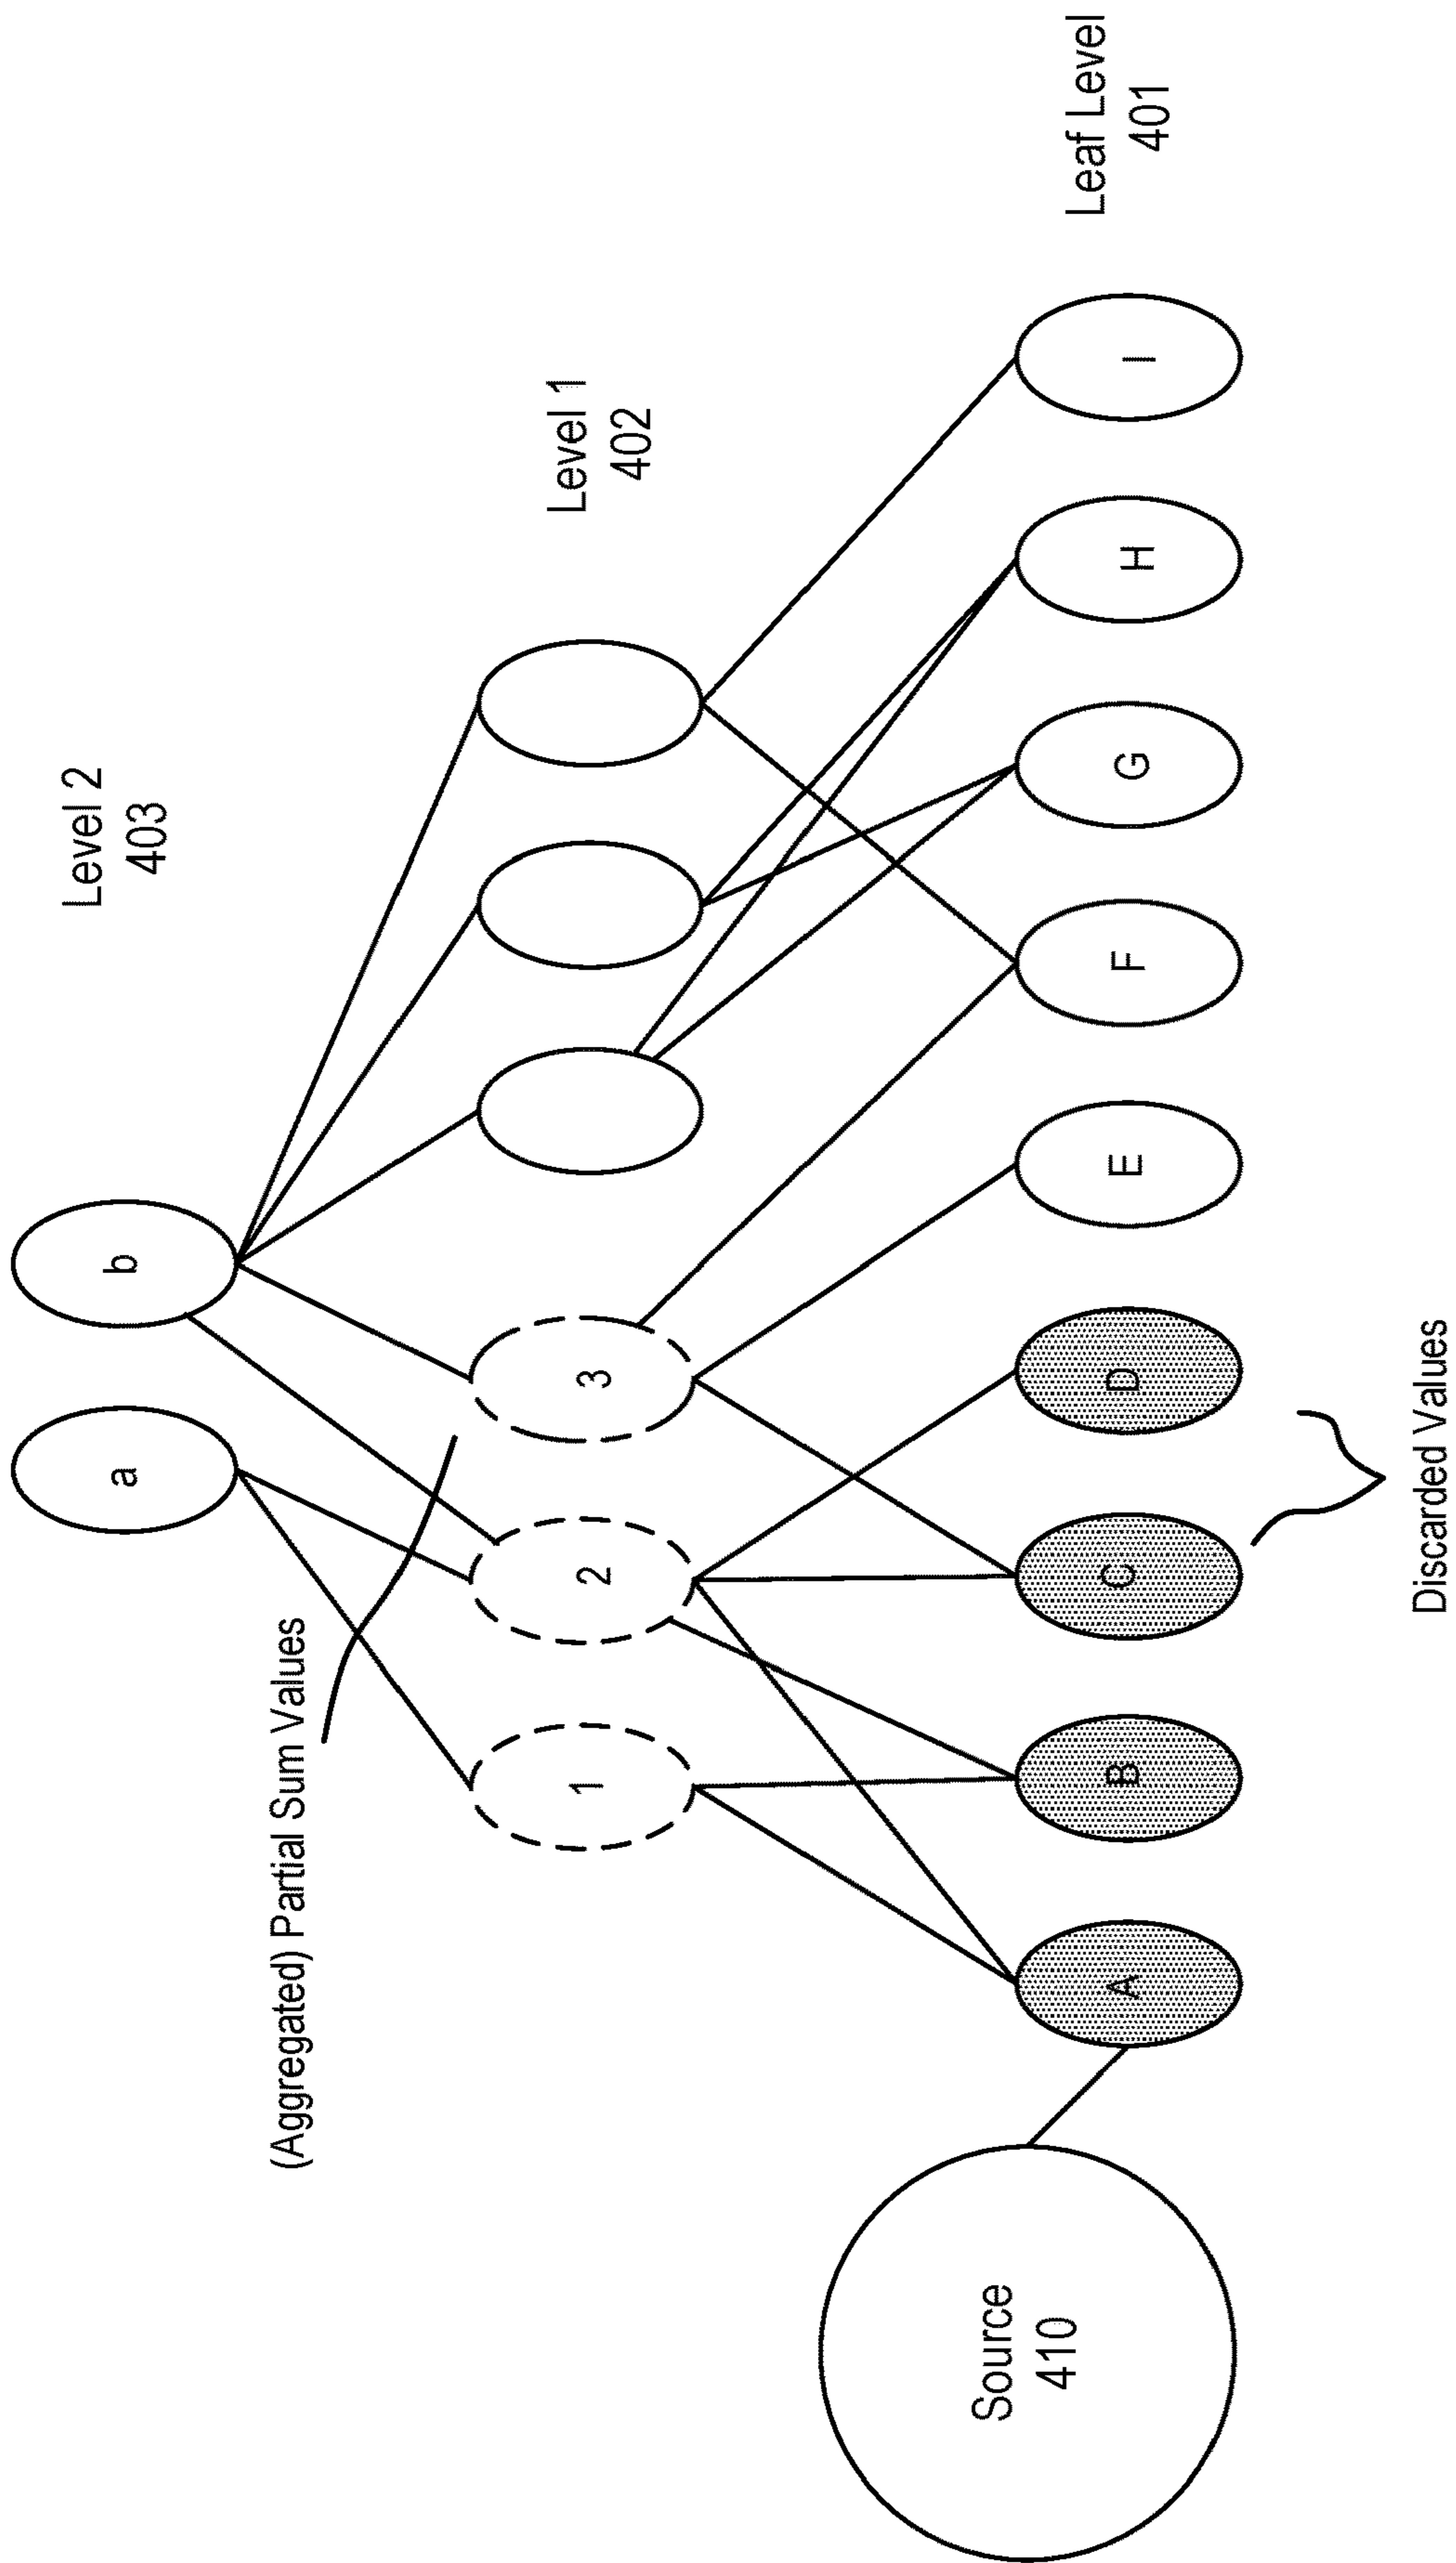 Level 2
403
a
b
(Aggregated) Partial Sum Values
Level 1
402
1
2
3
Leaf Level
401
Source
410
A
B
C
D
E
F
G
H
I
Discarded Values